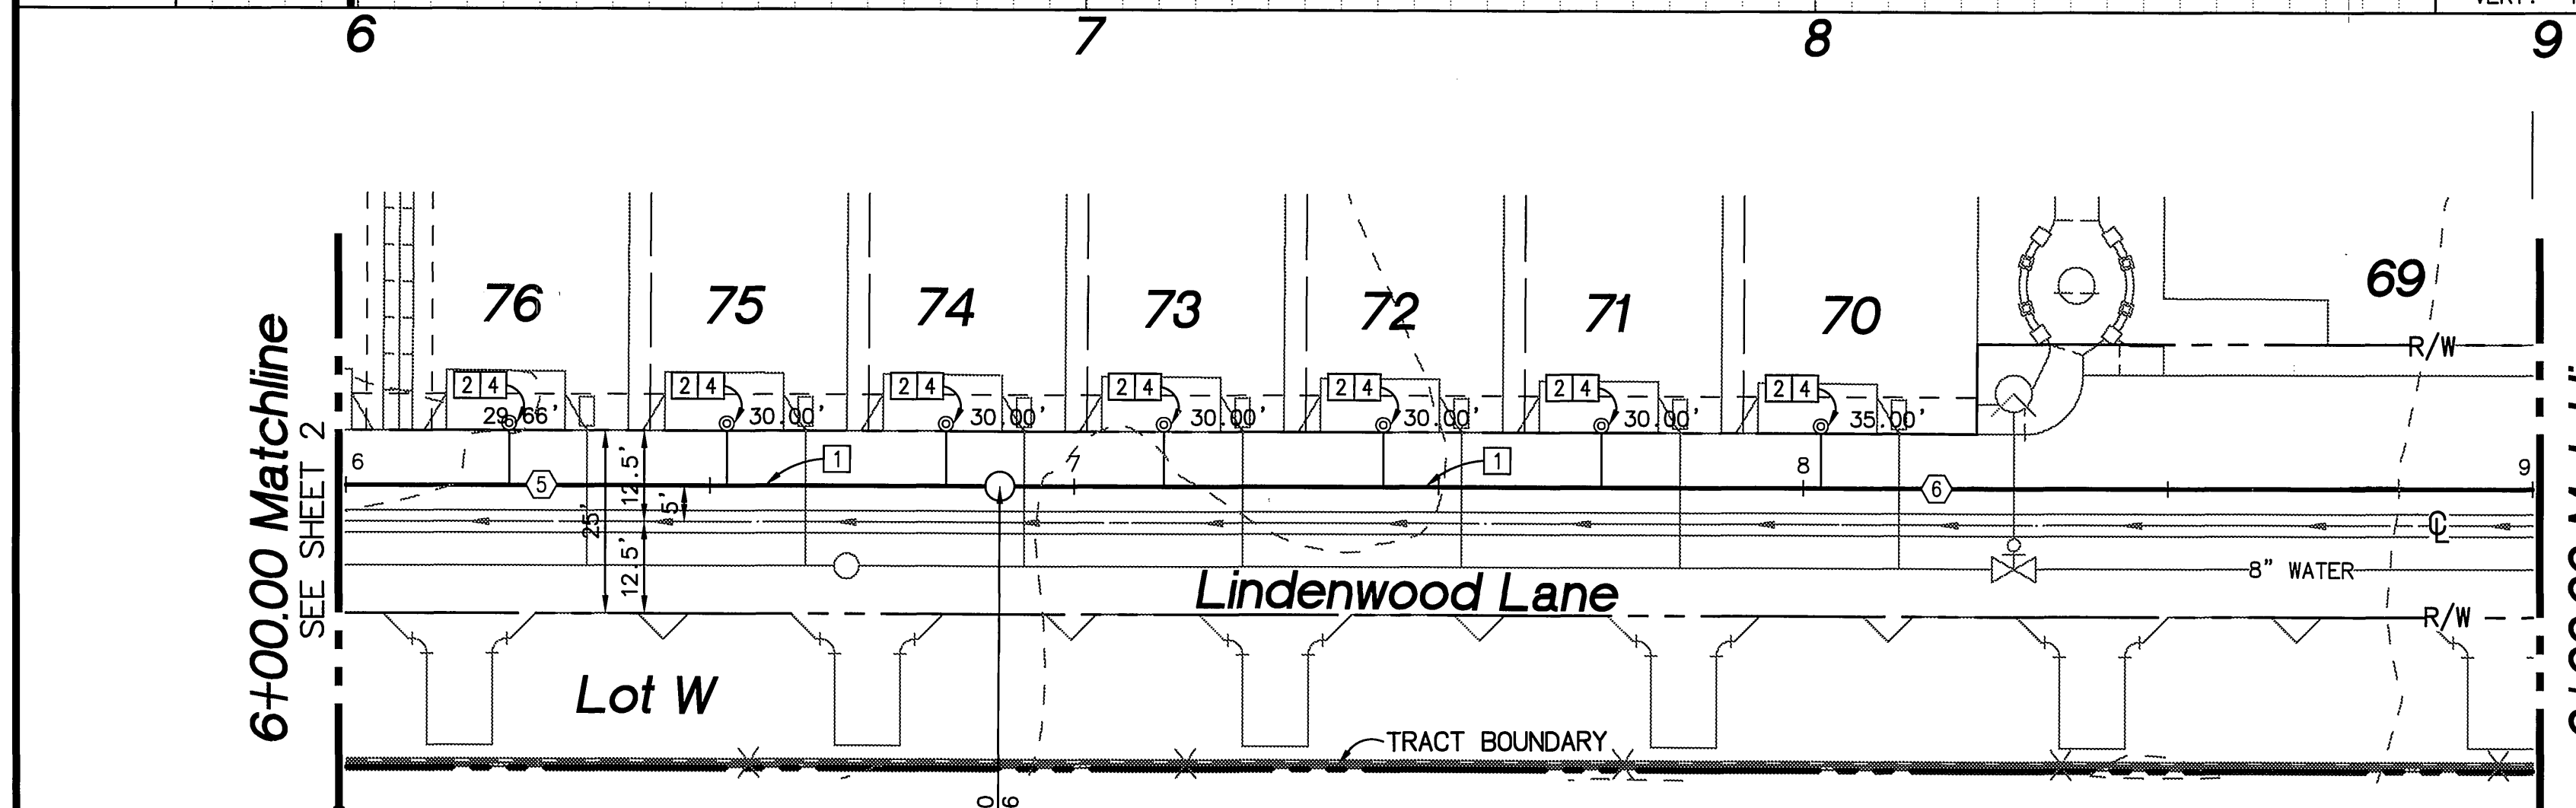 6 7 8 9
76 75 74 73 72 71 70 69
R/W
2 4 2 4 2 4 2 4 2 4 2 4 2 4
29.66' 30.00' 30.00' 30.00' 30.00' 30.00' 35.00'
6+00.00 Matchline
SEE SHEET 2
6 7 8 9
1 1
5 6
12.5'
5'
25'
12.5'
℄
8" WATER
Lindenwood Lane
R/W
Lot W
TRACT BOUNDARY